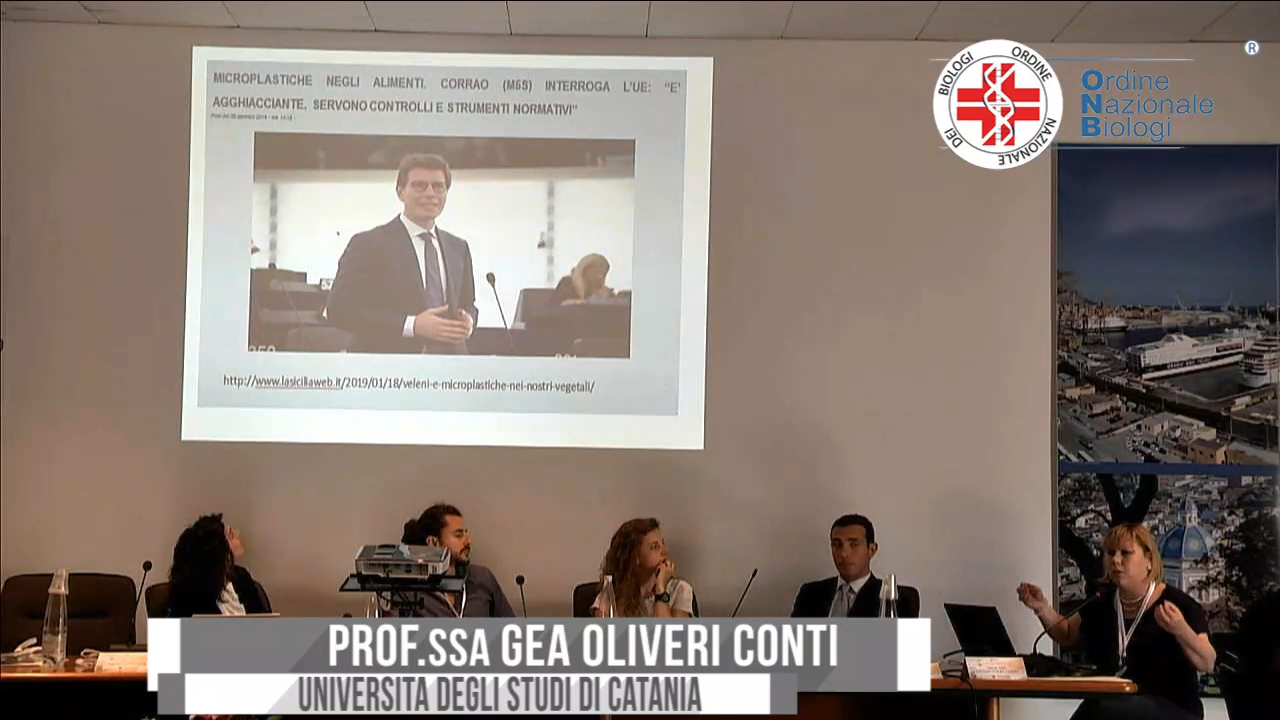 MICROPLASTICHE NEGLI ALIMENTI. CORRAO (M5S) INTERROGA L'UE: "E'
AGGHIACCIANTE, SERVONO CONTROLLI E STRUMENTI NORMATIVI"
http://www.lasiciliaweb.it/2019/01/18/veleni-e-microplastiche-nei-nostri-vegetali/
ORDINE NAZIONALE DEI BIOLOGI
Ordine
Nazionale
Biologi
®
PROF.SSA GEA OLIVERI CONTI
UNIVERSITA DEGLI STUDI DI CATANIA